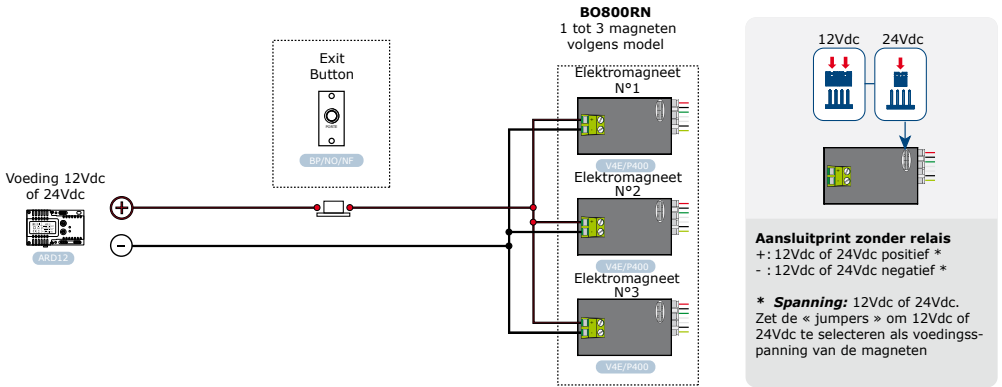 BO800RN
1 tot 3 magneten
volgens model
Exit
Button
PORTE
BP/NO/NF
Voeding 12Vdc
of 24Vdc
ARD12
+
-
Elektromagneet
N°1
V4E/P400
Elektromagneet
N°2
V4E/P400
Elektromagneet
N°3
V4E/P400
12Vdc 24Vdc
Aansluitprint zonder relais
+: 12Vdc of 24Vdc positief *
- : 12Vdc of 24Vdc negatief *
* Spanning: 12Vdc of 24Vdc.
Zet de « jumpers » om 12Vdc of
24Vdc te selecteren als voedings-
panning van de magneten